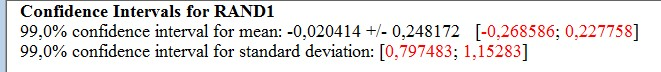 Confidence Intervals for RAND1
99,0% confidence interval for mean: -0,020414 +/- 0,248172 [-0,268586; 0,227758]
99,0% confidence interval for standard deviation: [0,797483; 1,15283]